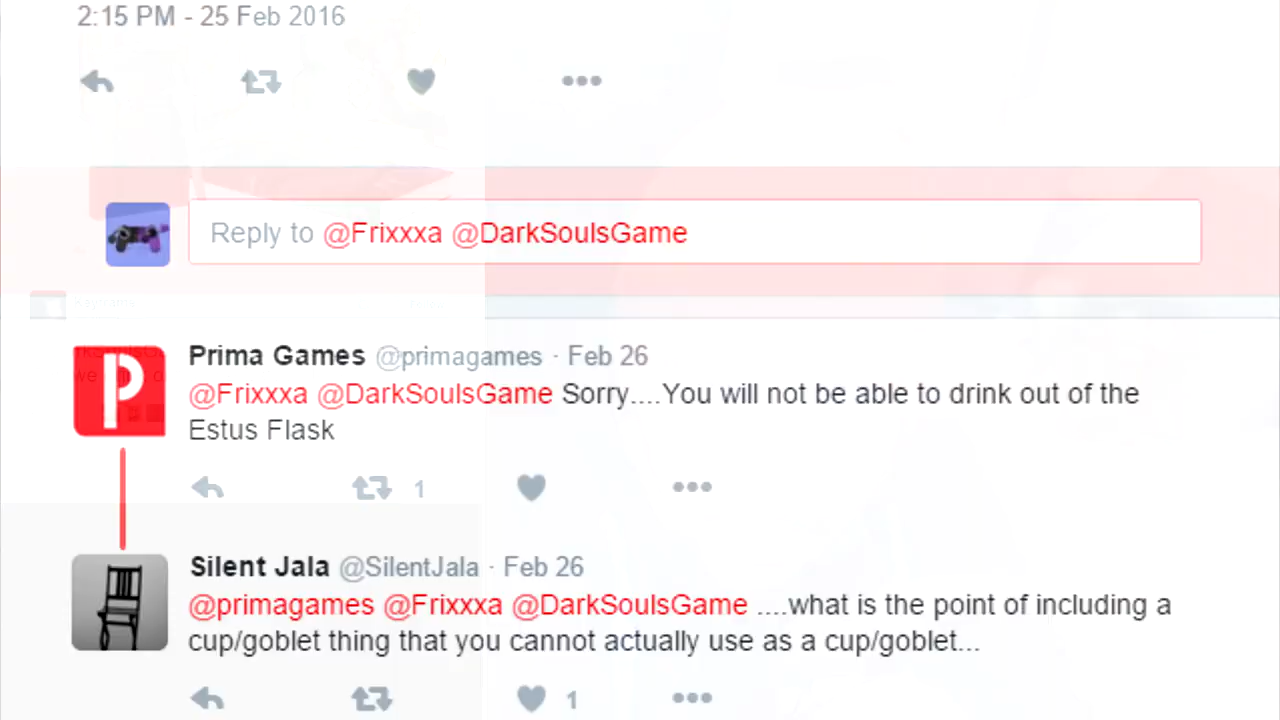 2:15 PM - 25 Feb 2016
Reply to @Frixxxa @DarkSoulsGame
Prima Games @primagames · Feb 26
@Frixxxa @DarkSoulsGame Sorry....You will not be able to drink out of the
Estus Flask
1
Silent Jala @SilentJala · Feb 26
@primagames @Frixxxa @DarkSoulsGame ....what is the point of including a
cup/goblet thing that you cannot actually use as a cup/goblet...
1